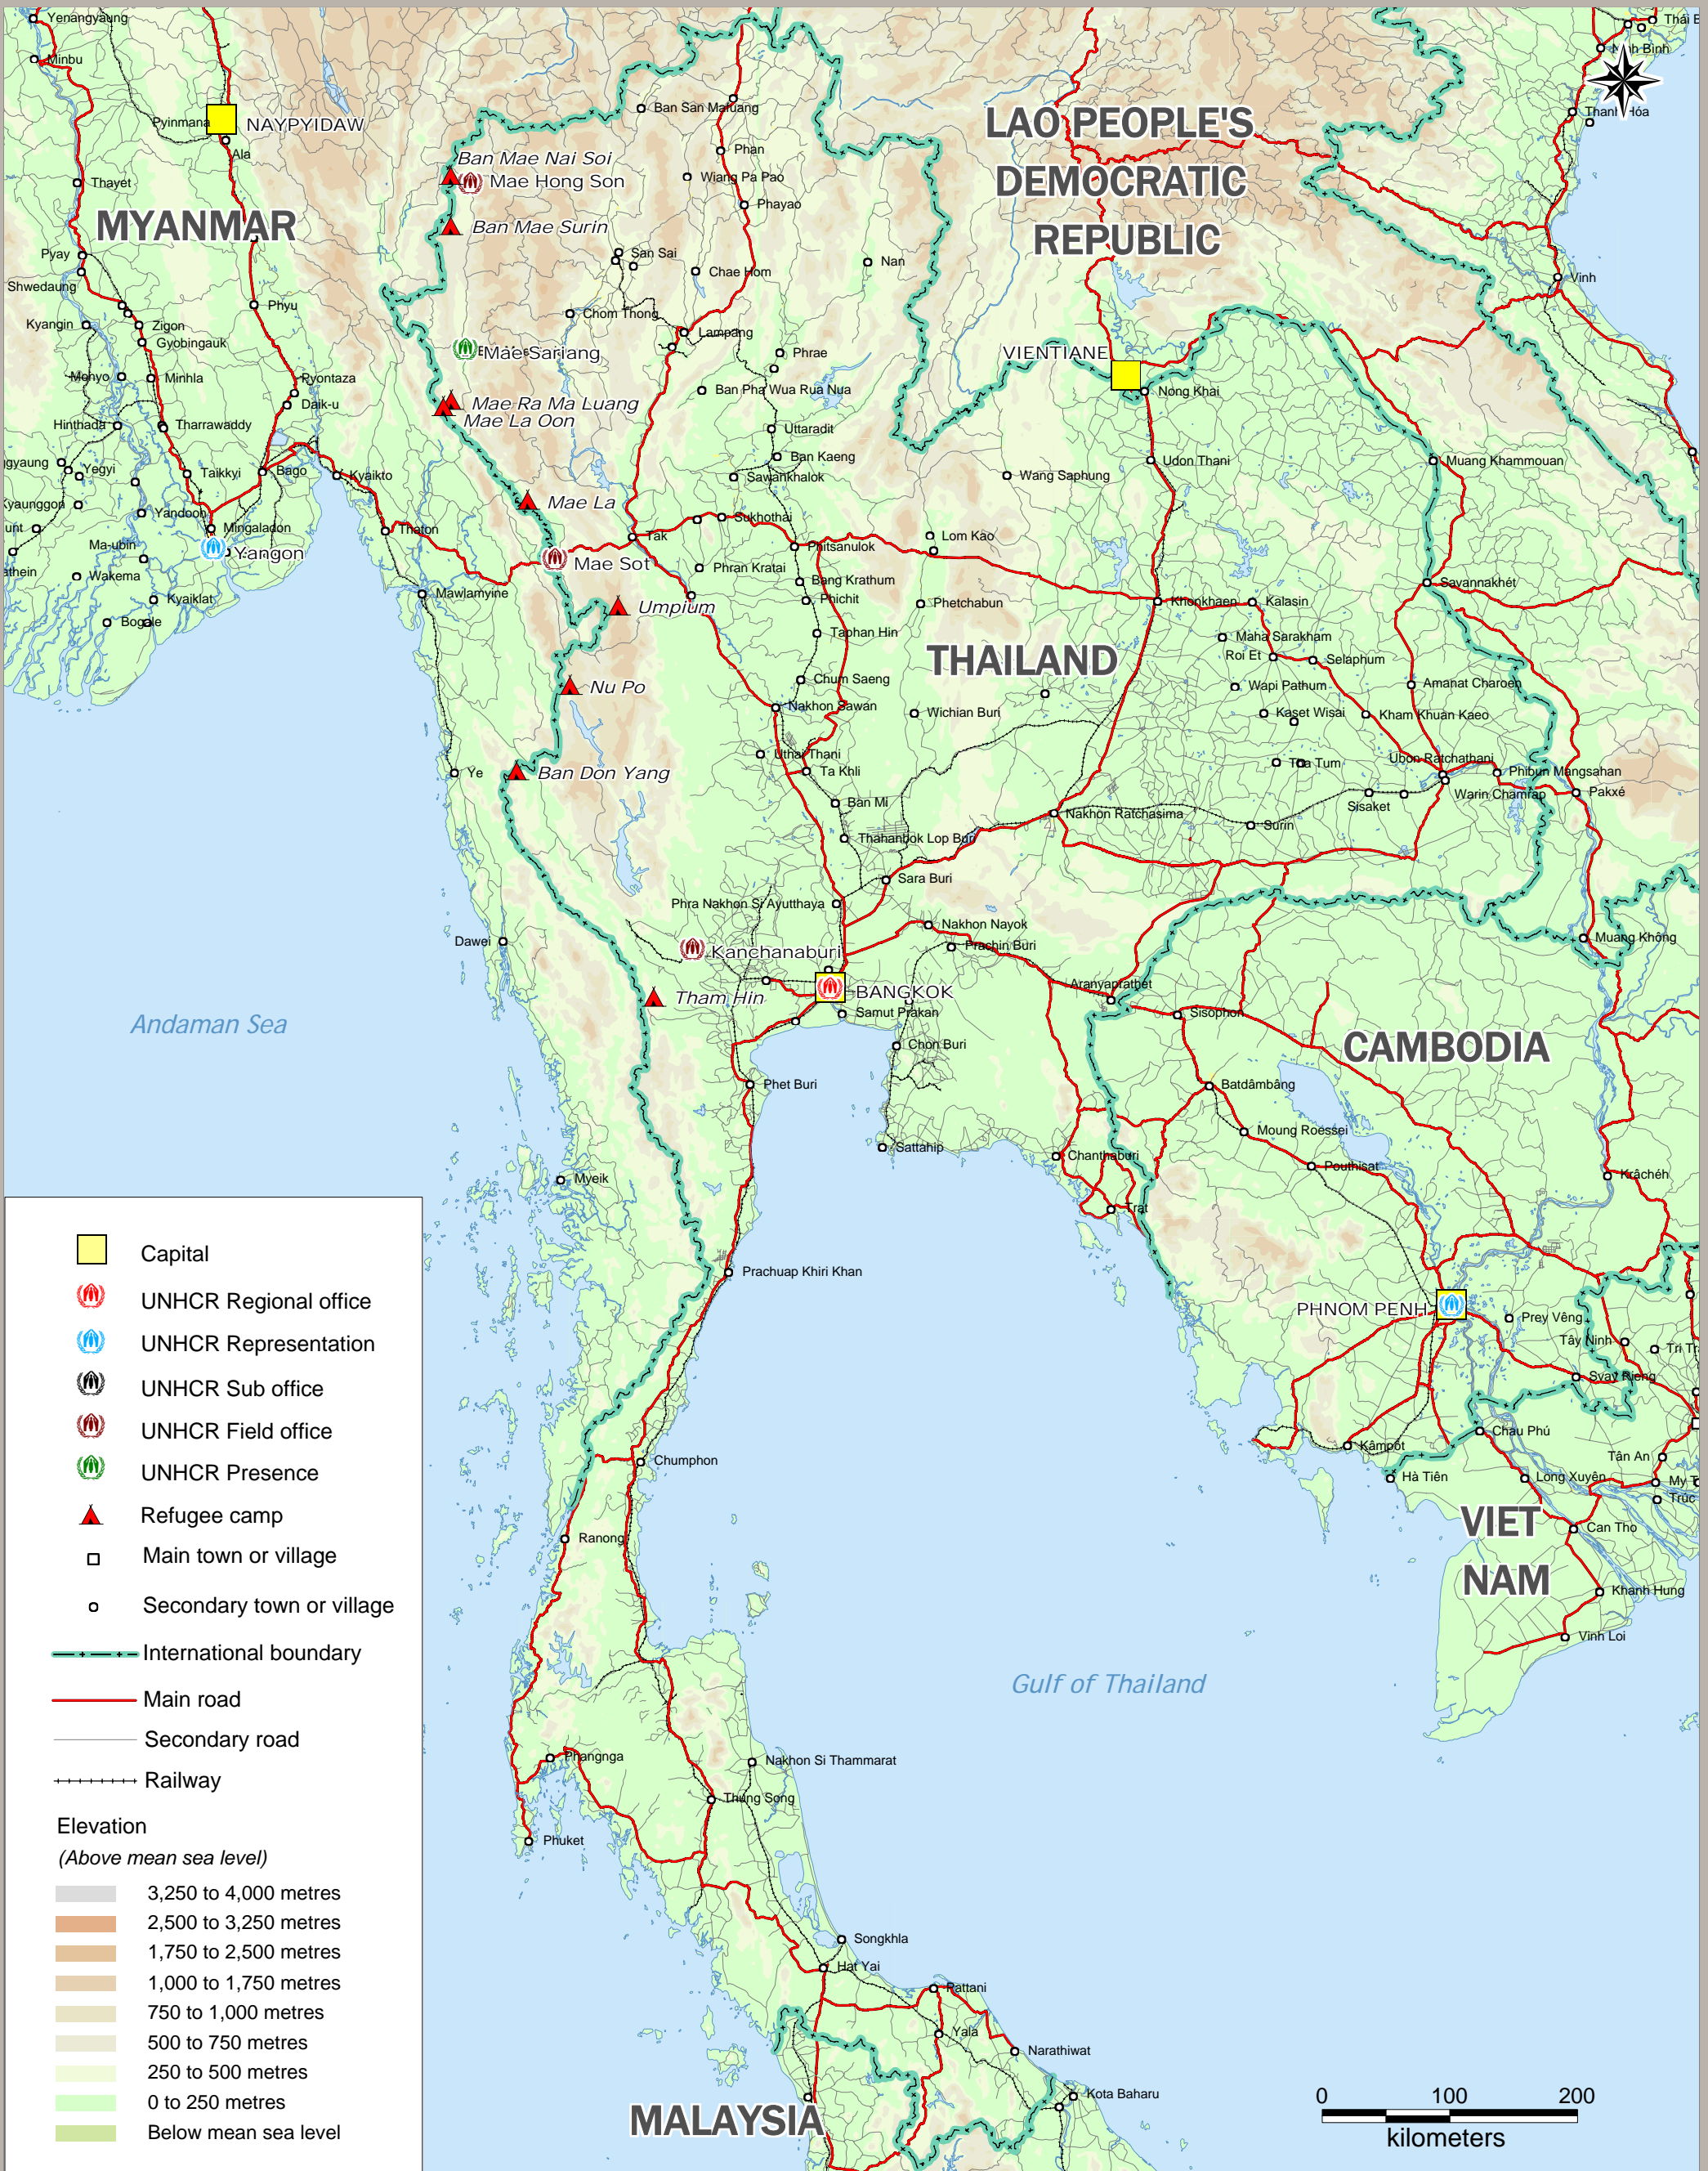 Yenangyaung
Minbu
Pyinmana
NAYPYIDAW
Ala
Thayet
MYANMAR
Pyay
Shwedaung
Kyangin
Zigon
Gyobingauk
Phyu
Monyo
Minhla
Pyontaza
Daik-u
Hinthada
Tharrawaddy
Yegyi
Taikkyi
Bago
Kyaikto
Yandoon
Mingaladon
Yangon
Thaton
Ma-ubin
Wakema
Kyaiklat
Bogale
Mawlamyine
Ye
Dawei
Myeik
Andaman Sea
Ban San Mafuang
Ban Mae Nai Soi
Mae Hong Son
Ban Mae Surin
Phan
Wiang Pa Pao
Phayao
San Sai
Chae Hom
Nan
Chom Thong
Lampang
Mae Sariang
Phrae
Ban Pha Wua Rua Nua
Mae Ra Ma Luang
Mae La Oon
Uttaradit
Ban Kaeng
Sawankhalok
Mae La
Sukhothai
Tak
Phitsanulok
Lom Kao
Mae Sot
Phran Kratai
Bang Krathum
Phichit
Phetchabun
Umpium
Taphan Hin
Nu Po
Chum Saeng
Nakhon Sawan
Wichian Buri
Ban Don Yang
Uthai Thani
Ta Khli
Ban Mi
Thahanbok Lop Buri
Sara Buri
Phra Nakhon Si Ayutthaya
Nakhon Nayok
Prachin Buri
Kanchanaburi
Tham Hin
BANGKOK
Samut Prakan
Chon Buri
Phet Buri
Sattahip
Chanthaburi
Trat
Aranyaprathet
THAILAND
LAO PEOPLE'S
DEMOCRATIC
REPUBLIC
VIENTIANE
Nong Khai
Udon Thani
Wang Saphung
Muang Khammouan
Savannakhét
Khonkhaen
Kalasin
Maha Sarakham
Roi Et
Selaphum
Wapi Pathum
Amanat Charoen
Kaset Wisai
Kham Khuan Kaeo
Tha Tum
Ubon Ratchathani
Phibun Mangsahan
Warin Chamrap
Pakxé
Sisaket
Surin
Nakhon Ratchasima
Muang Không
Ninh Binh
Thanh Hóa
Vinh
Sisophon
CAMBODIA
Batdâmbâng
Moung Roessei
Pouthisat
Krâchéh
PHNOM PENH
Prey Vêng
Tây Ninh
Svay Rieng
Chau Phú
Kâmpôt
Hà Tiên
Long Xuyên
Tân An
Can Tho
VIET
NAM
Khanh Hung
Vinh Loi
Prachuap Khiri Khan
Chumphon
Ranong
Gulf of Thailand
Phangnga
Nakhon Si Thammarat
Thung Song
Phuket
Songkhla
Hat Yai
Pattani
Yala
Narathiwat
Kota Baharu
MALAYSIA
Capital
UNHCR Regional office
UNHCR Representation
UNHCR Sub office
UNHCR Field office
UNHCR Presence
Refugee camp
Main town or village
Secondary town or village
International boundary
Main road
Secondary road
Railway
Elevation
(Above mean sea level)
3,250 to 4,000 metres
2,500 to 3,250 metres
1,750 to 2,500 metres
1,000 to 1,750 metres
750 to 1,000 metres
500 to 750 metres
250 to 500 metres
0 to 250 metres
Below mean sea level
0 100 200
kilometers